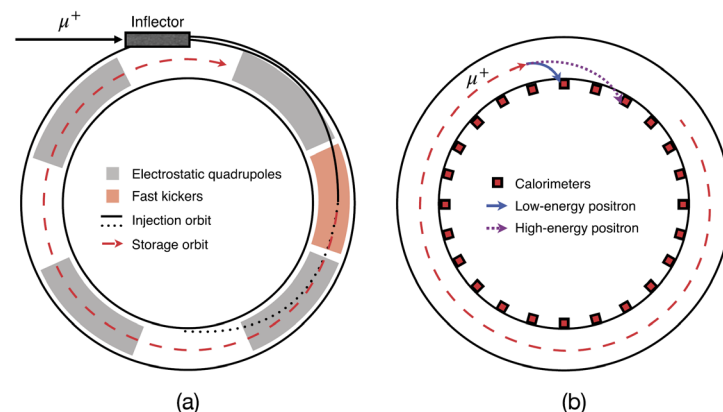 μ⁺
Inflector
Electrostatic quadrupoles
Fast kickers
Injection orbit
Storage orbit
(a)
μ⁺
Calorimeters
Low-energy positron
High-energy positron
(b)